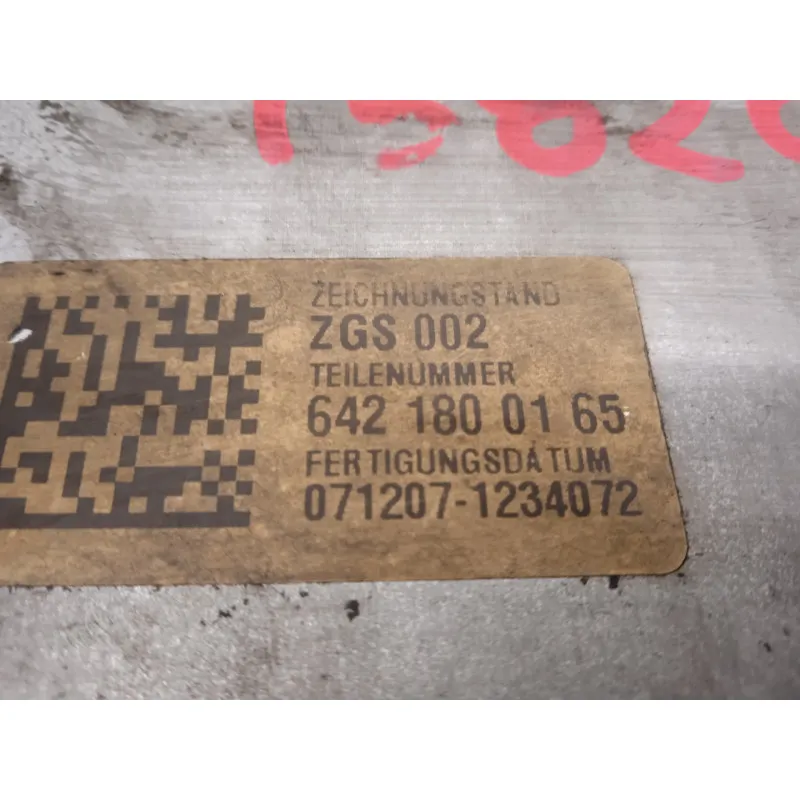 ZEICHNUNGSTAND
ZGS 002
TEILENUMMER
642 180 01 65
FERTIGUNGSDATUM
071207-1234072